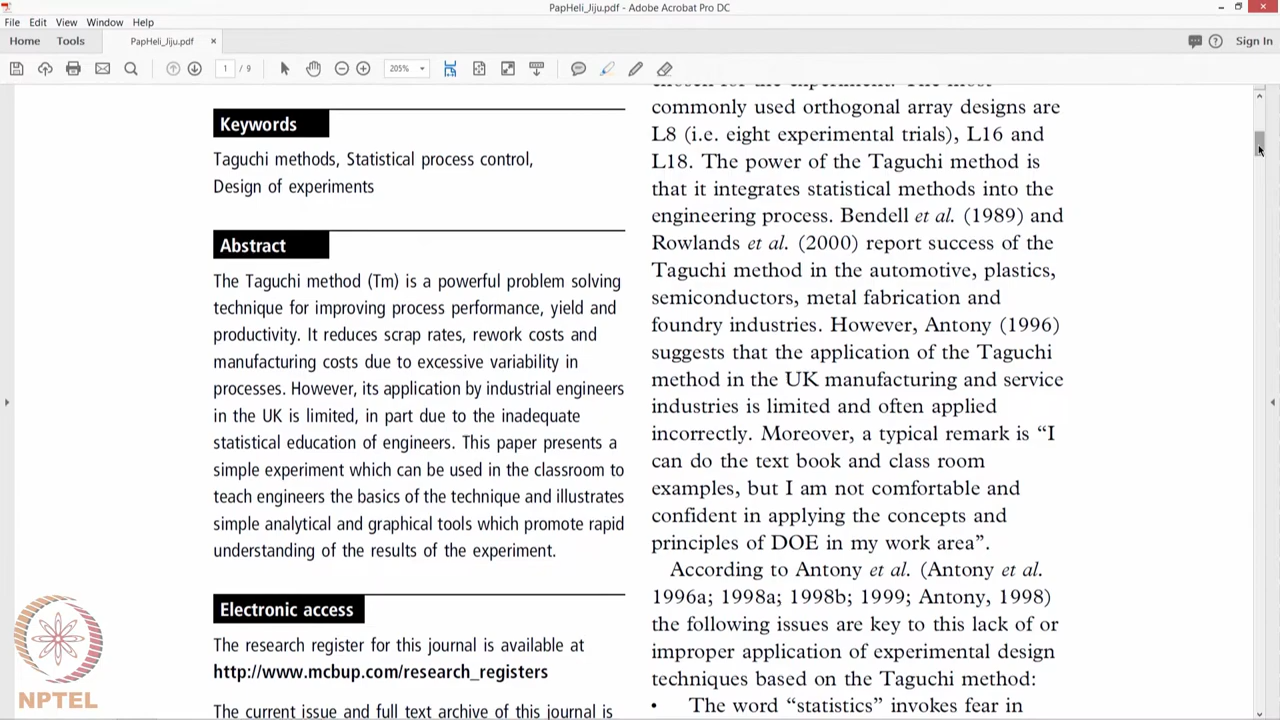 PapHeli_Jiju.pdf - Adobe Acrobat Pro DC
File Edit View Window Help
Home Tools PapHeli_Jiju.pdf × Sign In
1 / 9 205%
Keywords
Taguchi methods, Statistical process control,
Design of experiments
Abstract
The Taguchi method (Tm) is a powerful problem solving
technique for improving process performance, yield and
productivity. It reduces scrap rates, rework costs and
manufacturing costs due to excessive variability in
processes. However, its application by industrial engineers
in the UK is limited, in part due to the inadequate
statistical education of engineers. This paper presents a
simple experiment which can be used in the classroom to
teach engineers the basics of the technique and illustrates
simple analytical and graphical tools which promote rapid
understanding of the results of the experiment.
Electronic access
The research register for this journal is available at
http://www.mcbup.com/research_registers
The current issue and full text archive of this journal is
chosen for the experiment. The most
commonly used orthogonal array designs are
L8 (i.e. eight experimental trials), L16 and
L18. The power of the Taguchi method is
that it integrates statistical methods into the
engineering process. Bendell et al. (1989) and
Rowlands et al. (2000) report success of the
Taguchi method in the automotive, plastics,
semiconductors, metal fabrication and
foundry industries. However, Antony (1996)
suggests that the application of the Taguchi
method in the UK manufacturing and service
industries is limited and often applied
incorrectly. Moreover, a typical remark is “I
can do the text book and class room
examples, but I am not comfortable and
confident in applying the concepts and
principles of DOE in my work area”.
According to Antony et al. (Antony et al.
1996a; 1998a; 1998b; 1999; Antony, 1998)
the following issues are key to this lack of or
improper application of experimental design
techniques based on the Taguchi method:
• The word “statistics” invokes fear in
NPTEL